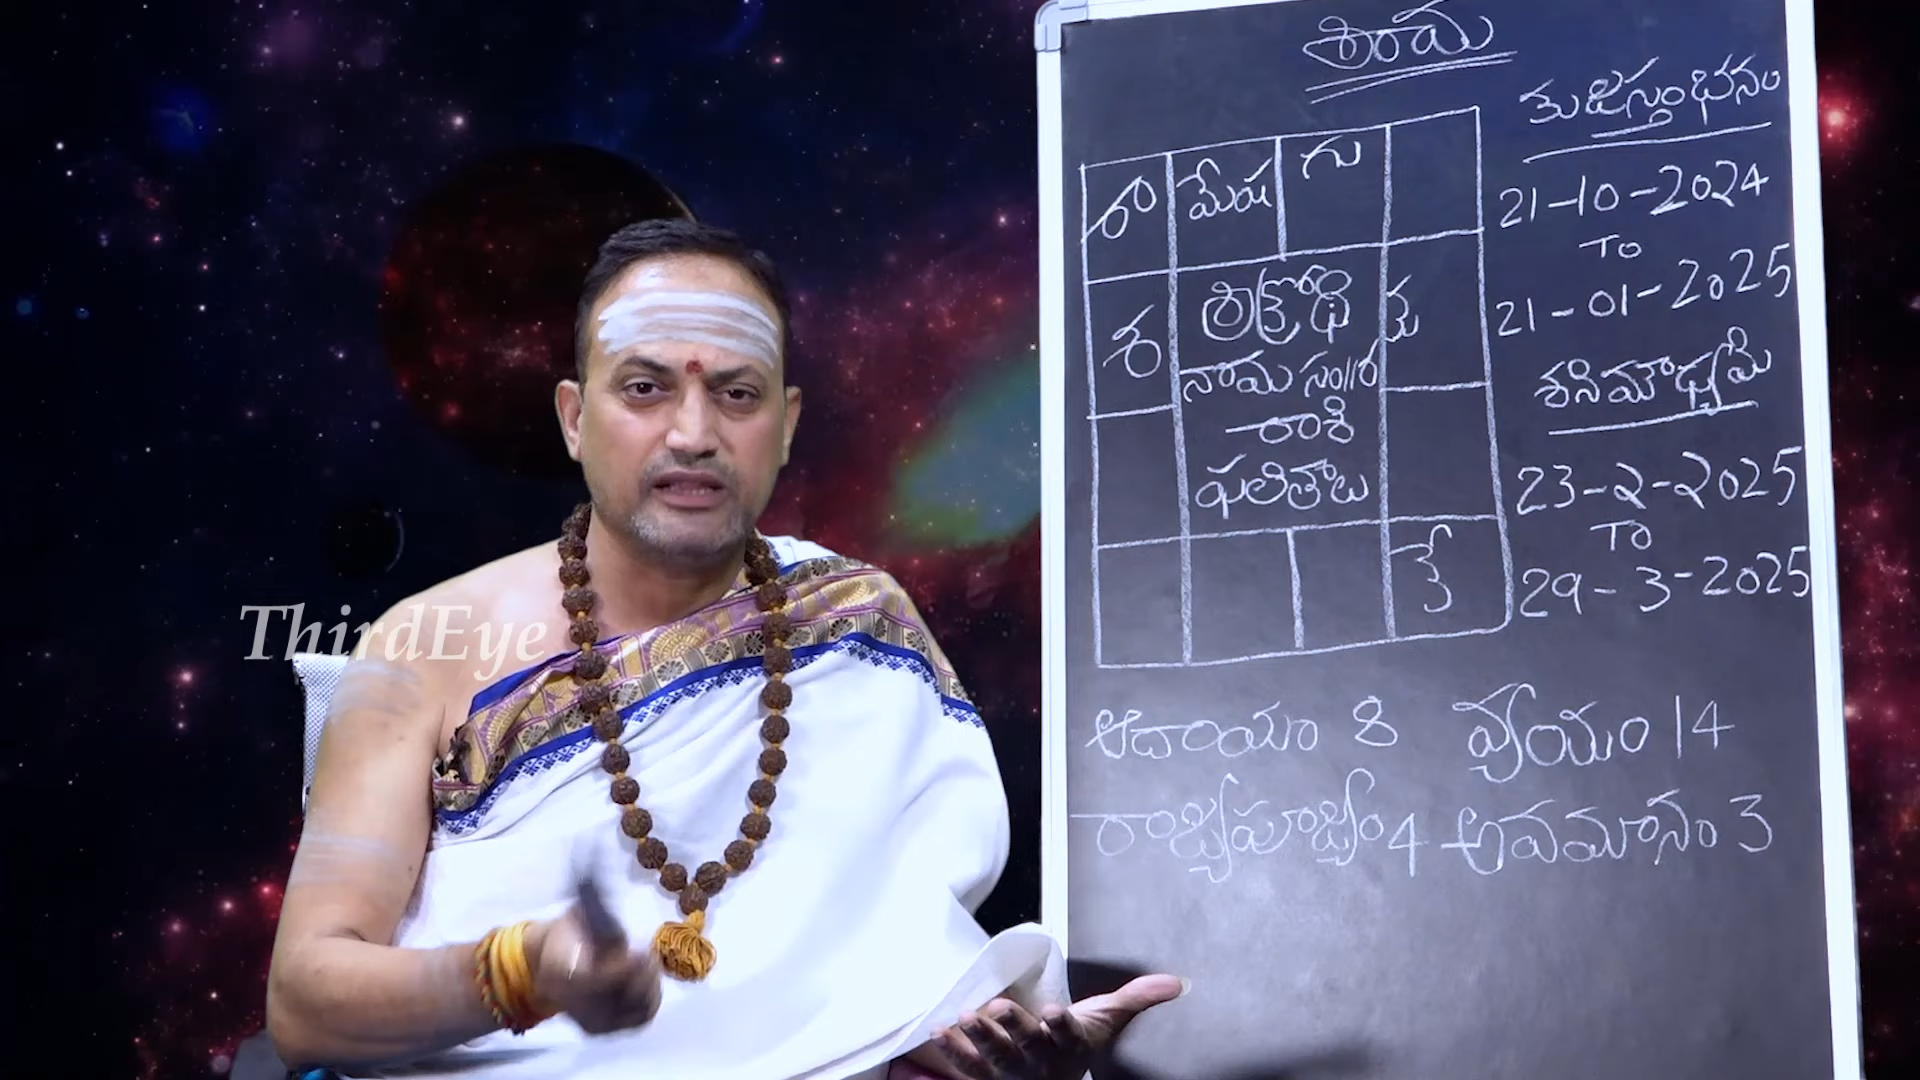 శ్రీరామ
రా మేష గు
శ్రీక్రోధి
శ కు
నామ సం||ర
రాశి
ఫలితాలు
కే
కుజస్తంభనం
21-10-2024
TO
21-01-2025
శనిమౌఢ్యమి
23-2-2025
TO
29-3-2025
ఆదాయం 8 వ్యయం 14
రాజ్యపూజ్యం 4 అవమానం 3
ThirdEye